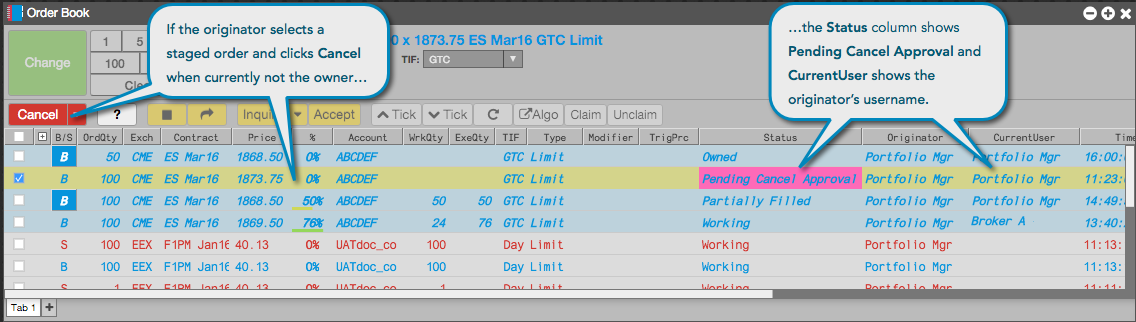 Order Book
Change
1 5
100
Cle
0 x 1873.75 ES Mar16 GTC Limit
TIF: GTC
If the originator selects a
staged order and clicks Cancel
when currently not the owner…
…the Status column shows
Pending Cancel Approval and
CurrentUser shows the
originator's username.
Cancel ? Inqui Accept Tick Tick Algo Claim Unclaim
B/S OrdQty Exch Contract Price % Account WrkQty ExeQty TIF Type Modifier TrigPrc Status Originator CurrentUser Time
B 50 CME ES Mar16 1868.50 0% ABCDEF GTC Limit Owned Portfolio Mgr Portfolio Mgr 16:00:
B 100 CME ES Mar16 1873.75 0% ABCDEF GTC Limit Pending Cancel Approval Portfolio Mgr Portfolio Mgr 11:23:
B 100 CME ES Mar16 1868.50 50% ABCDEF 50 50 GTC Limit Partially Filled Portfolio Mgr Portfolio Mgr 14:49:
B 100 CME ES Mar16 1869.50 76% ABCDEF 24 76 GTC Limit Working Portfolio Mgr Broker A 13:40:
S 100 EEX F1PM Jan16 40.13 0% UATdoc_co 100 Day Limit Working Portfolio Mgr 11:13:
B 100 EEX F1PM Jan16 40.13 0% UATdoc_co 100 Day Limit Working Portfolio Mgr 11:13:
S 1 EEX F1PM Jan16 40.13 0% UATdoc_co 1 Day Limit Working Portfolio Mgr 11:13:
Tab 1 +